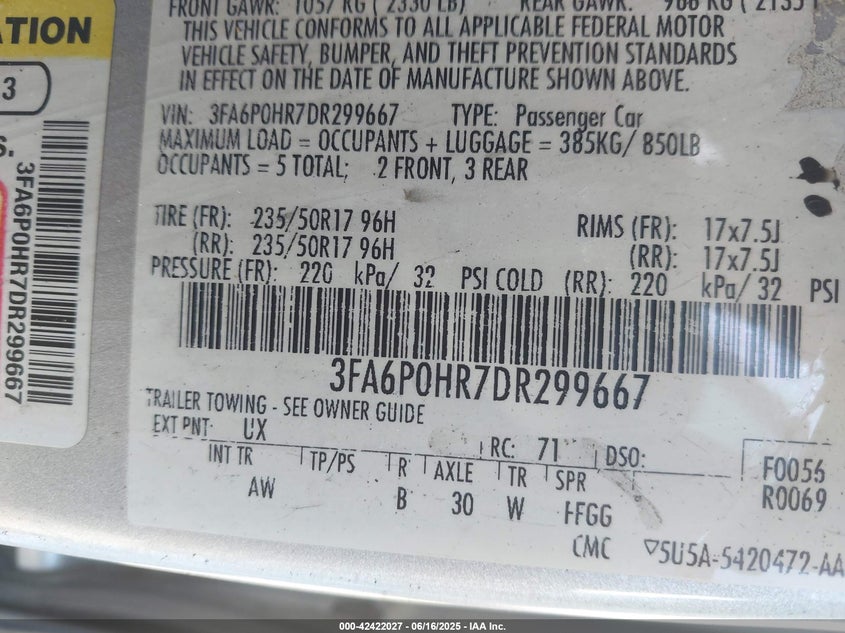 FRONT GAWR: 1057 KG ( 2330 LB) REAR GAWR: 966 KG ( 2135
THIS VEHICLE CONFORMS TO ALL APPLICABLE FEDERAL MOTOR
VEHICLE SAFETY, BUMPER, AND THEFT PREVENTION STANDARDS
IN EFFECT ON THE DATE OF MANUFACTURE SHOWN ABOVE.
VIN: 3FA6P0HR7DR299667 TYPE: Passenger Car
MAXIMUM LOAD = OCCUPANTS + LUGGAGE = 385KG/ 850LB
OCCUPANTS = 5 TOTAL; 2 FRONT, 3 REAR
TIRE (FR): 235/50R17 96H RIMS (FR): 17x7.5J
(RR): 235/50R17 96H (RR): 17x7.5J
PRESSURE (FR): 220 kPa/ 32 PSI COLD (RR): 220 kPa/ 32 PSI
3FA6P0HR7DR299667
TRAILER TOWING - SEE OWNER GUIDE
EXT PNT: UX RC: 71 DSO:
INT TR TP/PS R AXLE TR SPR F0056
AW B 30 W FFGG R0069
CMC ▽5U5A-5420472-AA
ATION
3
S.
3FA6P0HR7DR299667
000-42422027 - 06/16/2025 - IAA Inc.